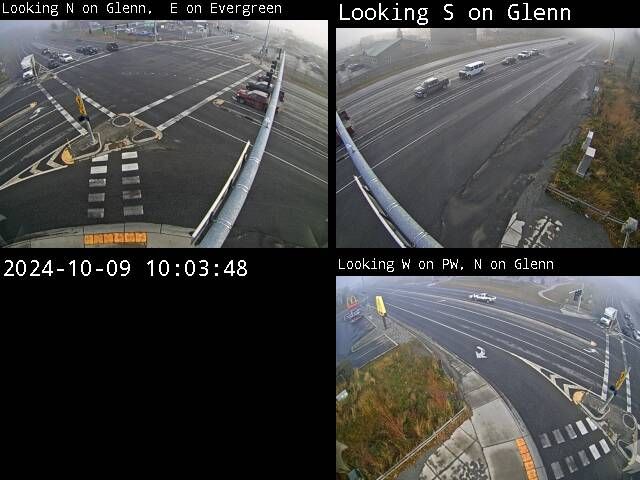 Looking N on Glenn,  E on Evergreen
Looking S on Glenn
2024-10-09 10:03:48
Looking W on PW, N on Glenn